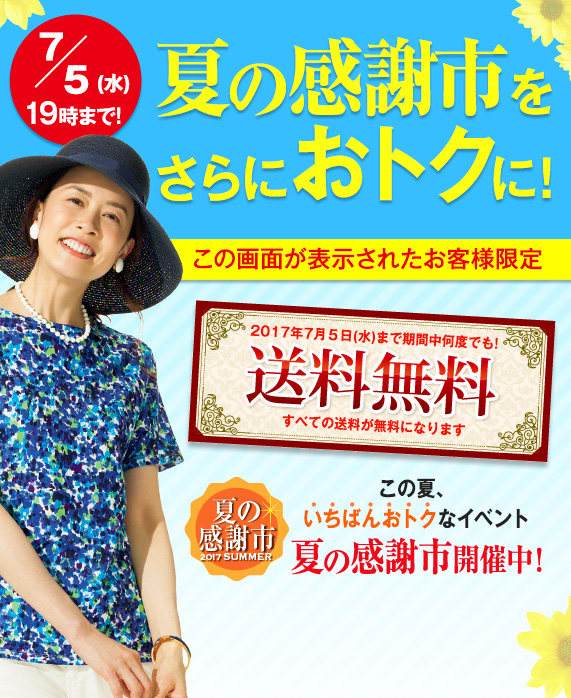 7/5(水)
19時まで!
夏の感謝市を
さらにおトクに!
この画面が表示されたお客様限定
2017年7月5日(水)まで期間中何度でも!
送料無料
すべての送料が無料になります
夏の
感謝市
2017 SUMMER
この夏、
いちばんおトクなイベント
夏の感謝市開催中!